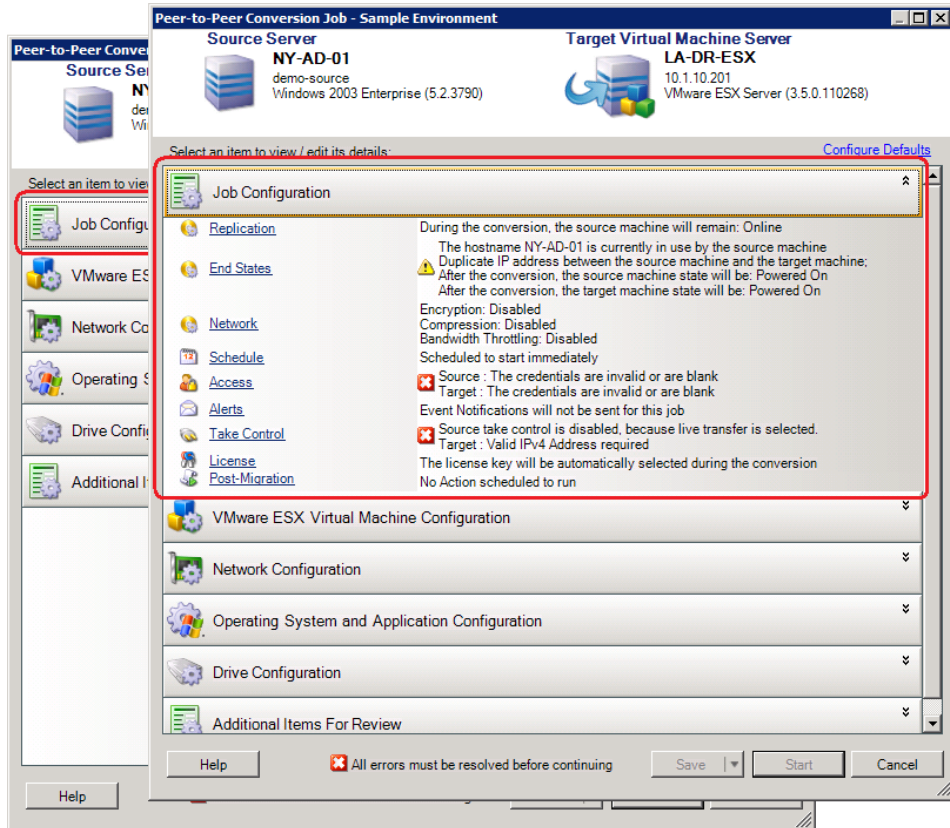 Peer-to-Peer Conversion Job - Sample Environment
Source Server
NY-AD-01
demo-source
Windows 2003 Enterprise (5.2.3790)
Target Virtual Machine Server
LA-DR-ESX
10.1.10.201
VMware ESX Server (3.5.0.110268)
Select an item to view / edit its details:
Configure Defaults
Job Configuration
Replication
During the conversion, the source machine will remain: Online
End States
The hostname NY-AD-01 is currently in use by the source machine
Duplicate IP address between the source machine and the target machine;
After the conversion, the source machine state will be: Powered On
After the conversion, the target machine state will be: Powered On
Network
Encryption: Disabled
Compression: Disabled
Bandwidth Throttling: Disabled
Schedule
Scheduled to start immediately
12
Access
Source : The credentials are invalid or are blank
Target : The credentials are invalid or are blank
Alerts
Event Notifications will not be sent for this job
Take Control
Source take control is disabled, because live transfer is selected.
Target : Valid IPv4 Address required
License
The license key will be automatically selected during the conversion
Post-Migration
No Action scheduled to run
VMware ESX Virtual Machine Configuration
Network Configuration
Operating System and Application Configuration
Drive Configuration
Additional Items For Review
Help
All errors must be resolved before continuing
Save
Start
Cancel
Peer-to-Peer Conver
Source Se
Select an item to view
Job Configu
VMware ES
Network Co
Operating S
Drive Config
Additional I
Help